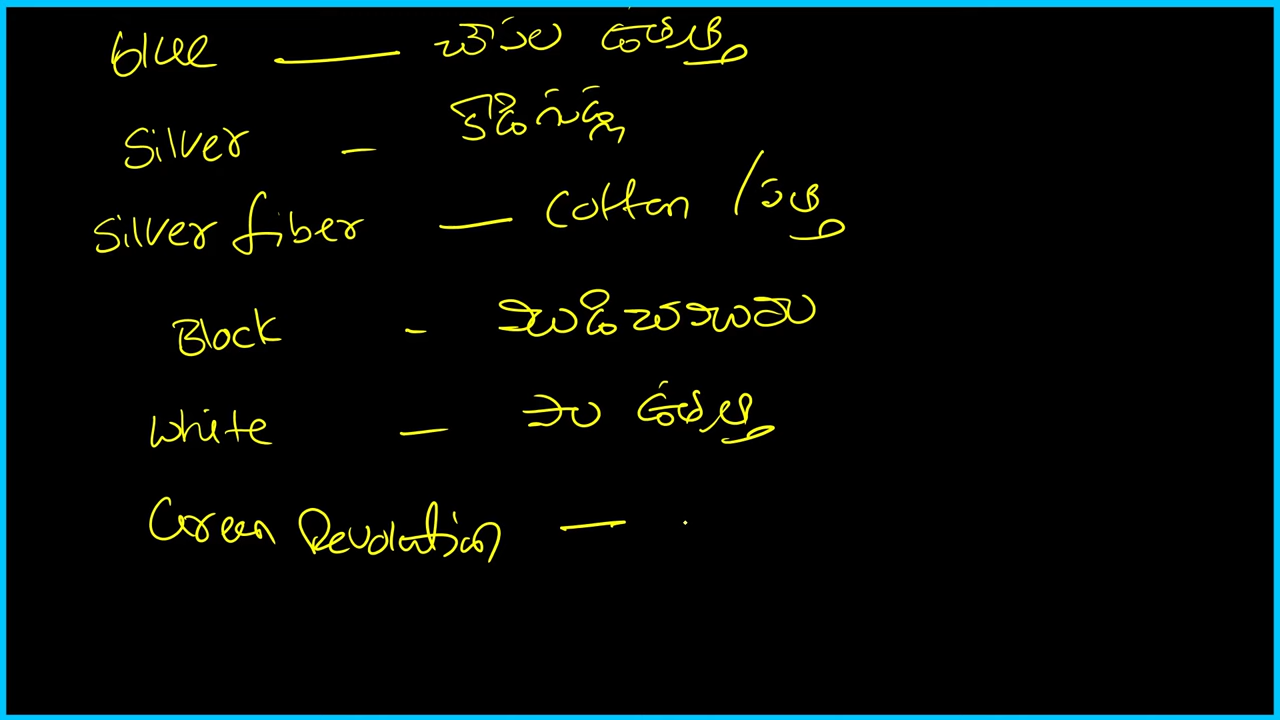 Blue — చేపల ఉత్పత్తి
Silver - కోడిగుడ్లు
Silver fiber — Cotton / పత్తి
Block - ముడిచమురు
White — పాల ఉత్పత్తి
Green Revolution —